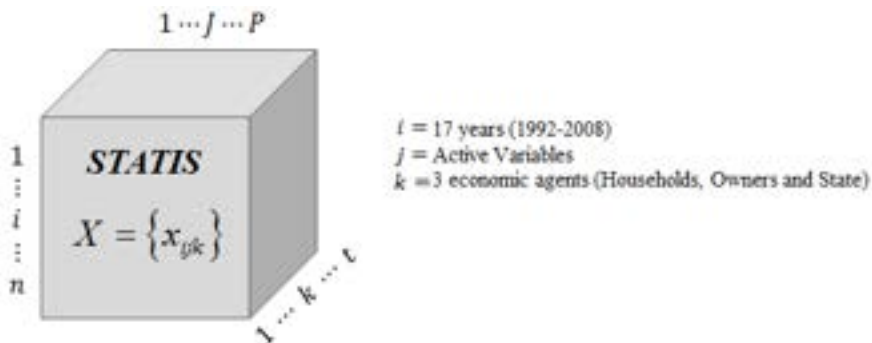 1 ⋯ J ⋯ P
STATIS
X = {x_ijk}
1
⋮
i
⋮
n
1 ⋯ k ⋯ t
i = 17 years (1992-2008)
j = Active Variables
k = 3 economic agents (Households, Owners and State)